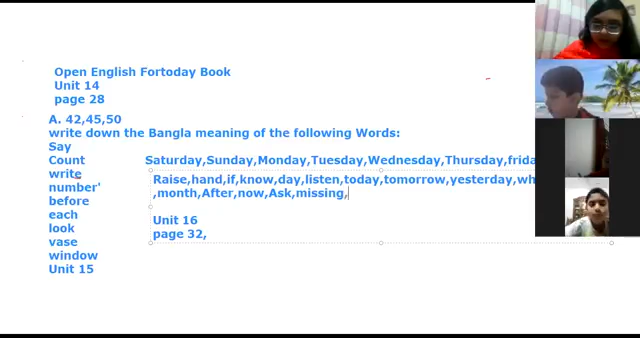 Open English Fortoday Book
Unit 14
page 28
A. 42,45,50
write down the Bangla meaning of the following Words:
Say
Count
write
number'
before
each
look
vase
window
Unit 15
Saturday,Sunday,Monday,Tuesday,Wednesday,Thursday,frida
Raise,hand,if,know,day,listen,today,tomorrow,yesterday,wh
,month,After,now,Ask,missing,
Unit 16
page 32,